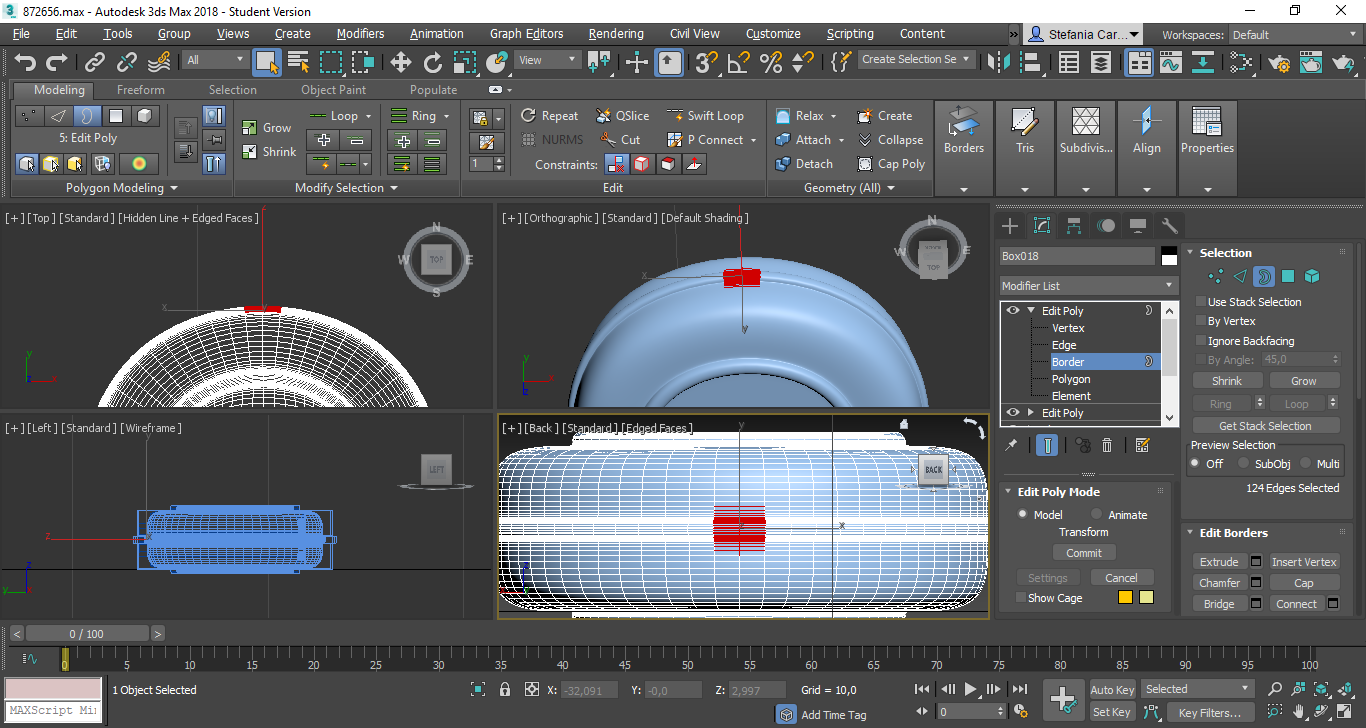 872656.max - Autodesk 3ds Max 2018 - Student Version
File Edit Tools Group Views Create Modifiers Animation Graph Editors Rendering Civil View Customize Scripting Content » Stefania Car... Workspaces: Default
All View Create Selection Se
Modeling Freeform Selection Object Paint Populate
5: Edit Poly
Polygon Modeling
Grow
Shrink
Loop Ring
Modify Selection
1
Repeat QSlice Swift Loop
NURMS Cut P Connect
Constraints:
Edit
Relax Create
Attach Collapse
Detach Cap Poly
Geometry (All)
Borders Tris Subdivis... Align Properties
[+] [Top] [Standard] [Hidden Line + Edged Faces]
N
W TOP E
S
x
y
y
x
[+] [Orthographic] [Standard] [Default Shading]
N
W E
TOP
x
y
y
[+] [Left] [Standard] [Wireframe]
y
LEFT
z
x
z
y
[+] [Back] [Standard] [Edged Faces]
y
BACK
x
Box018
Modifier List
Edit Poly
Vertex
Edge
Border
Polygon
Element
Edit Poly
Edit Poly Mode
Model Animate
Transform
Commit
Settings Cancel
Show Cage
Selection
Use Stack Selection
By Vertex
Ignore Backfacing
By Angle: 45,0
Shrink Grow
Ring Loop
Get Stack Selection
Preview Selection
Off SubObj Multi
124 Edges Selected
Edit Borders
Extrude Insert Vertex
Chamfer Cap
Bridge Connect
< 0 / 100 >
0 5 10 15 20 25 30 35 40 45 50 55 60 65 70 75 80 85 90 95 100
1 Object Selected X: -32,091 Y: -0,0 Z: 2,997 Grid = 10,0 Auto Key Selected
MAXScript Min Add Time Tag 0 Set Key Key Filters...